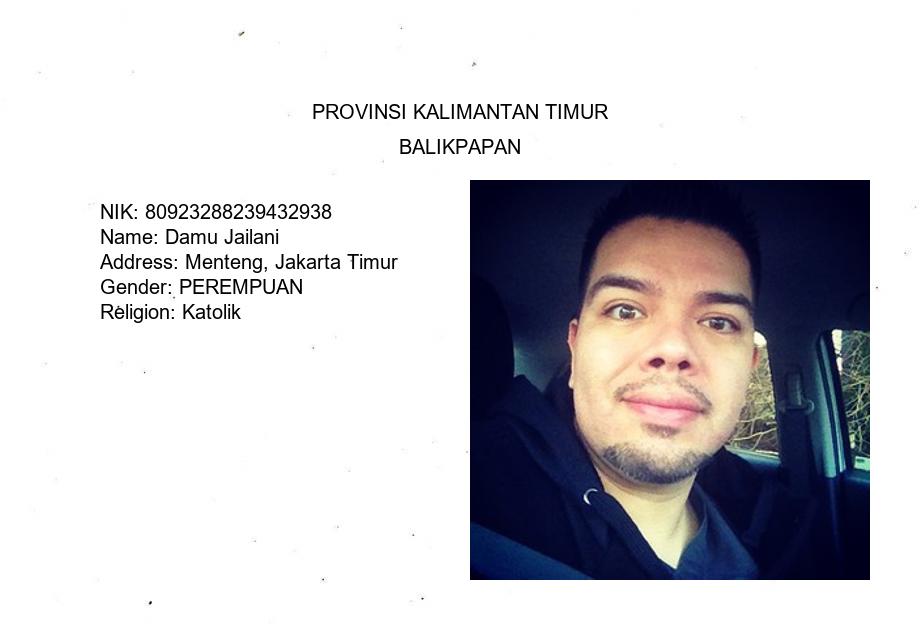 PROVINSI KALIMANTAN TIMUR
BALIKPAPAN
NIK: 80923288239432938
Name: Damu Jailani
Address: Menteng, Jakarta Timur
Gender: PEREMPUAN
Religion: Katolik